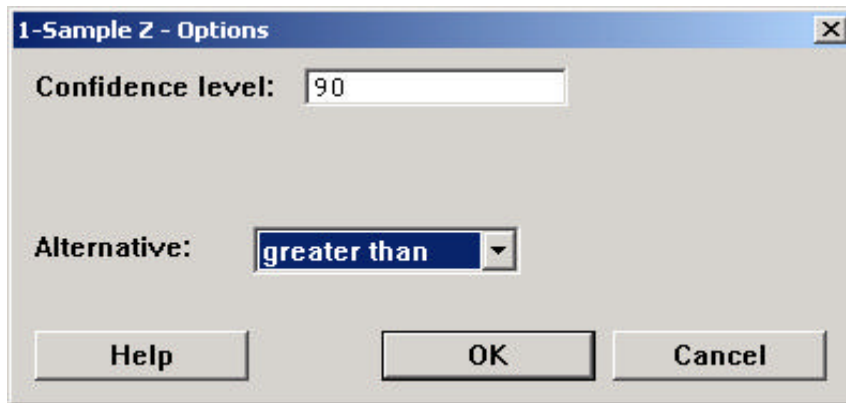 1-Sample Z - Options
Confidence level: 90
Alternative: greater than
Help OK Cancel